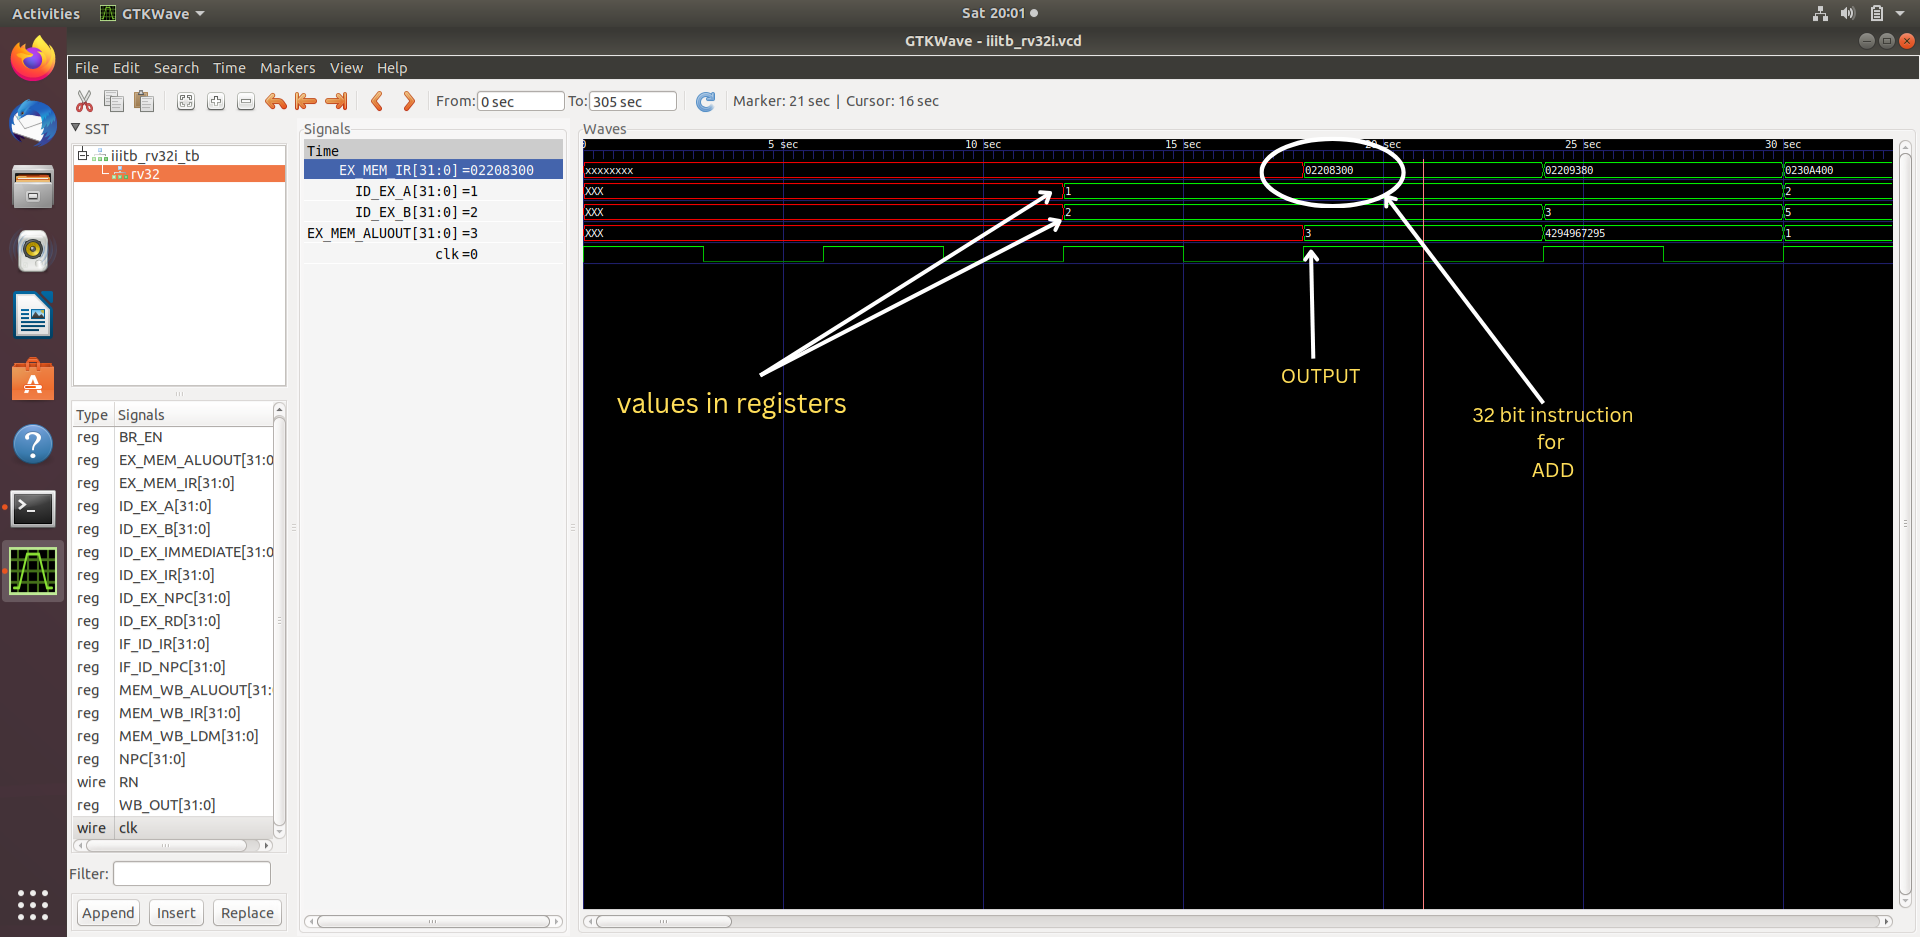 Activities
GTKWave
Sat 20:01
GTKWave - iiitb_rv32i.vcd
File Edit Search Time Markers View Help
From: 0 sec To: 305 sec Marker: 21 sec | Cursor: 16 sec
SST
iiitb_rv32i_tb
rv32
Type Signals
reg BR_EN
reg EX_MEM_ALUOUT[31:0
reg EX_MEM_IR[31:0]
reg ID_EX_A[31:0]
reg ID_EX_B[31:0]
reg ID_EX_IMMEDIATE[31:0
reg ID_EX_IR[31:0]
reg ID_EX_NPC[31:0]
reg ID_EX_RD[31:0]
reg IF_ID_IR[31:0]
reg IF_ID_NPC[31:0]
reg MEM_WB_ALUOUT[31:
reg MEM_WB_IR[31:0]
reg MEM_WB_LDM[31:0]
reg NPC[31:0]
wire RN
reg WB_OUT[31:0]
wire clk
Filter:
Append Insert Replace
Signals
Time
EX_MEM_IR[31:0] =02208300
ID_EX_A[31:0] =1
ID_EX_B[31:0] =2
EX_MEM_ALUOUT[31:0] =3
clk =0
Waves
0 5 sec 10 sec 15 sec 20 sec 25 sec 30 sec
xxxxxxxx 02208300 02209380 0230A400
XXX 1 2
XXX 2 3 5
XXX 3 4294967295 1
values in registers
OUTPUT
32 bit instruction
for
ADD